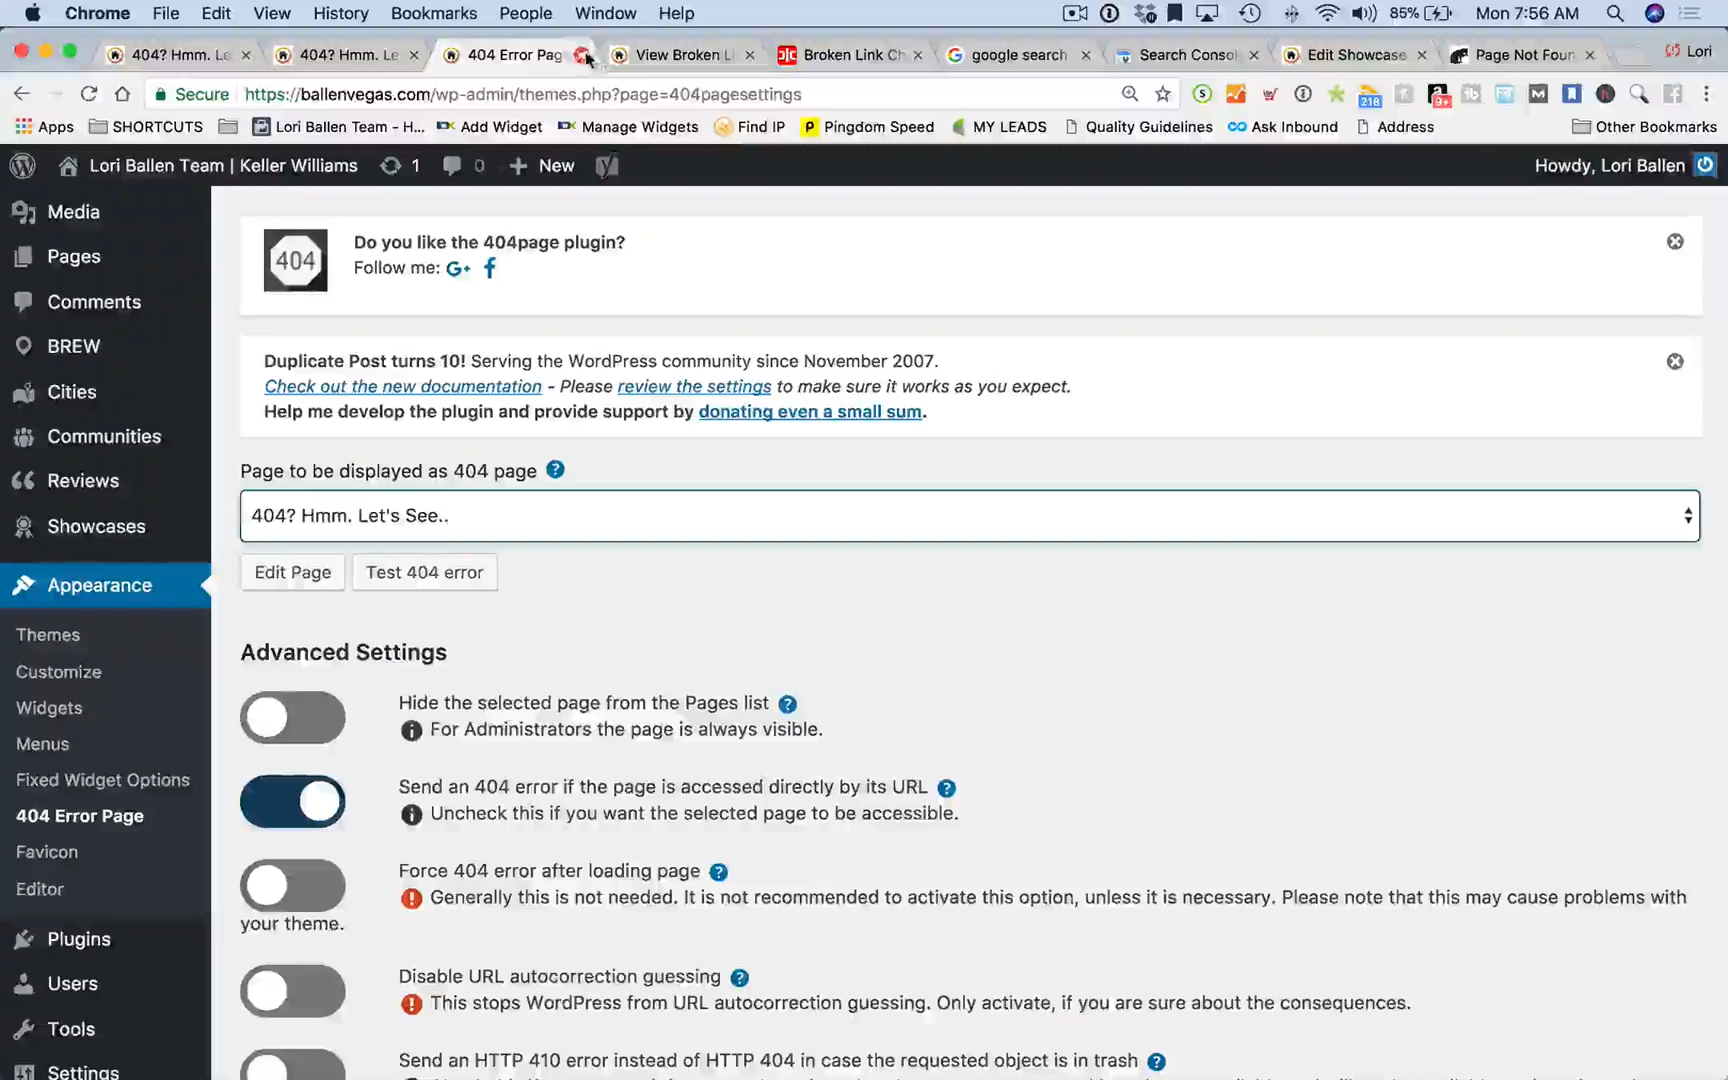 Chrome File Edit View History Bookmarks People Window Help 85% Mon 7:56 AM
404? Hmm. Le 404? Hmm. Let 404 Error Pag View Broken Li Broken Link Ch google search Search Conso Edit Showcase Page Not Foun Lori
Secure https://ballenvegas.com/wp-admin/themes.php?page=404pagesettings 218 9+
Apps SHORTCUTS Lori Ballen Team - H... Add Widget Manage Widgets Find IP Pingdom Speed MY LEADS Quality Guidelines Ask Inbound Address Other Bookmarks
Lori Ballen Team | Keller Williams 1 0 New Howdy, Lori Ballen
Media
Pages
Comments
BREW
Cities
Communities
Reviews
Showcases
Appearance
Themes
Customize
Widgets
Menus
Fixed Widget Options
404 Error Page
Favicon
Editor
Plugins
Users
Tools
Settings
404
Do you like the 404page plugin?
Follow me: G+ f
Duplicate Post turns 10! Serving the WordPress community since November 2007.
Check out the new documentation - Please review the settings to make sure it works as you expect.
Help me develop the plugin and provide support by donating even a small sum.
Page to be displayed as 404 page ?
404? Hmm. Let's See..
Edit Page Test 404 error
Advanced Settings
Hide the selected page from the Pages list ?
For Administrators the page is always visible.
Send an 404 error if the page is accessed directly by its URL ?
Uncheck this if you want the selected page to be accessible.
Force 404 error after loading page ?
Generally this is not needed. It is not recommended to activate this option, unless it is necessary. Please note that this may cause problems with
your theme.
Disable URL autocorrection guessing ?
This stops WordPress from URL autocorrection guessing. Only activate, if you are sure about the consequences.
Send an HTTP 410 error instead of HTTP 404 in case the requested object is in trash ?